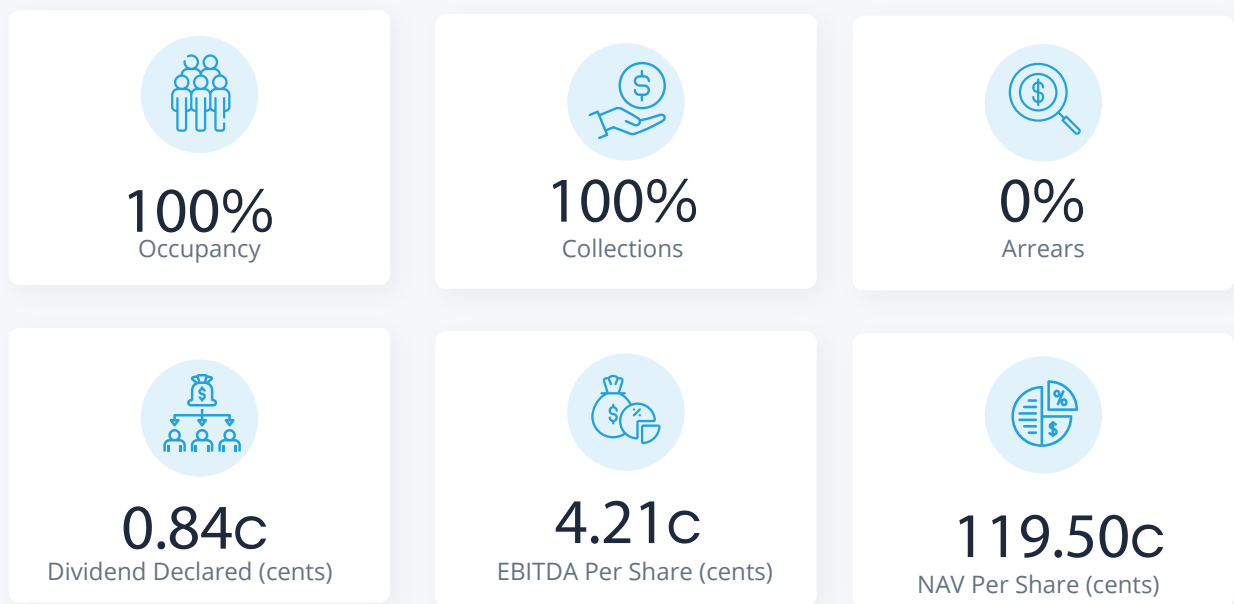 100%
Occupancy
$
100%
Collections
$
0%
Arrears
$
0.84c
Dividend Declared (cents)
$ %
4.21c
EBITDA Per Share (cents)
%
$
119.50c
NAV Per Share (cents)